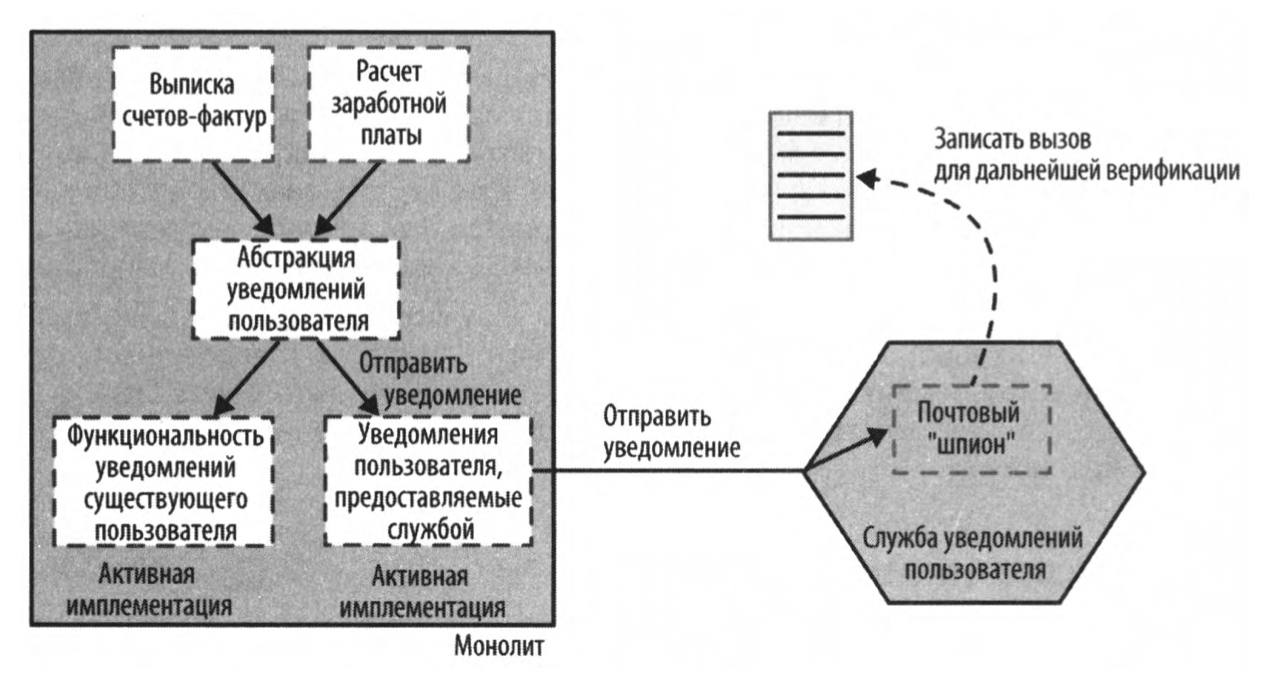 Выписка
счетов-фактур
Расчет
заработной
платы
Абстракция
уведомлений
пользователя
Отправить
уведомление
Функциональность
уведомлений
существующего
пользователя
Уведомления
пользователя,
предоставляемые
службой
Активная
имплементация
Активная
имплементация
Монолит
Отправить
уведомление
Записать вызов
для дальнейшей верификации
Почтовый
"шпион"
Служба уведомлений
пользователя